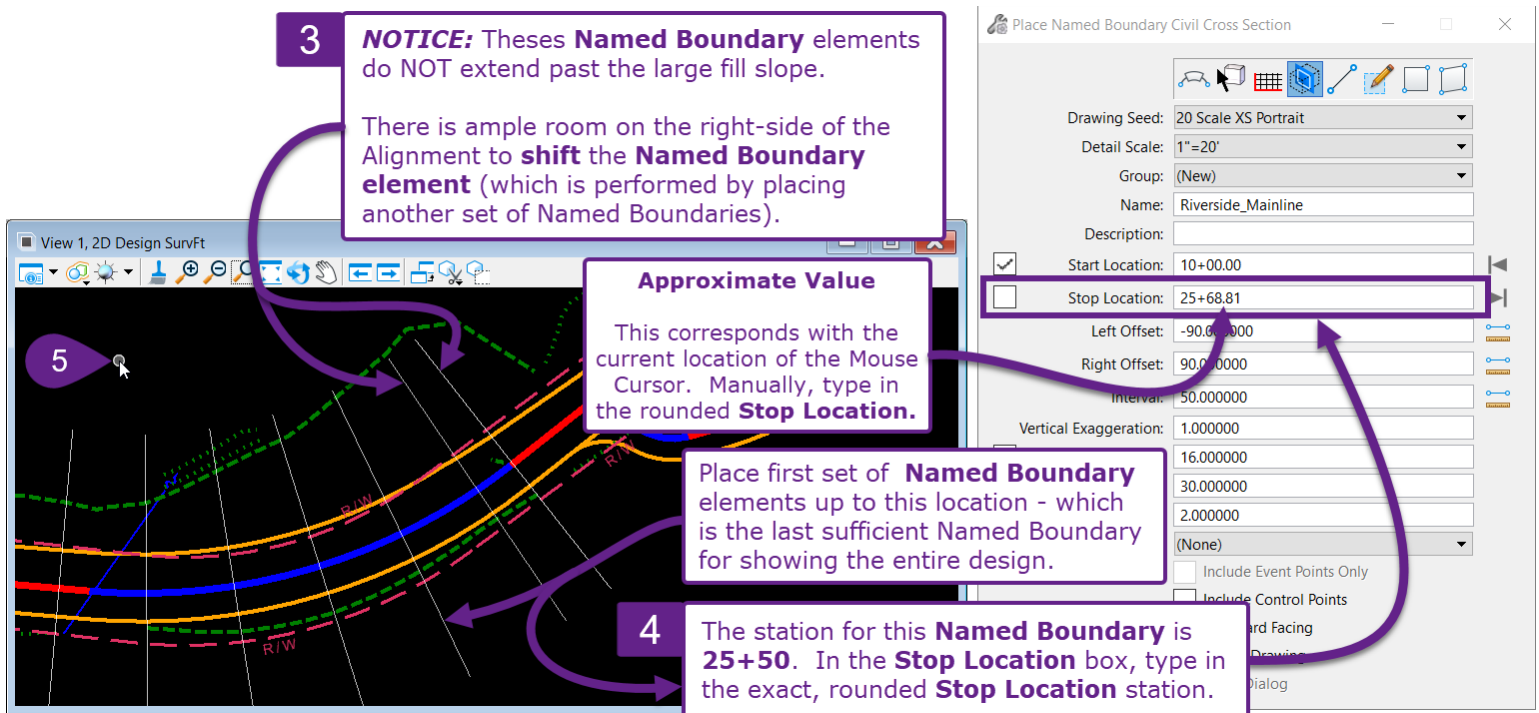 3
NOTICE: Theses Named Boundary elements
do NOT extend past the large fill slope.
There is ample room on the right-side of the
Alignment to shift the Named Boundary
element (which is performed by placing
another set of Named Boundaries).
Place Named Boundary Civil Cross Section
Drawing Seed: 20 Scale XS Portrait
Detail Scale: 1"=20'
Group: (New)
Name: Riverside_Mainline
Description:
Start Location: 10+00.00
Stop Location: 25+68.81
Left Offset:
Right Offset:
Interval: 50.000000
Vertical Exaggeration: 1.000000
16.000000
30.000000
2.000000
(None)
Include Event Points Only
Include Control Points
ard Facing
Drawing
Dialog
View 1, 2D Design SurvFt
Approximate Value
This corresponds with the
current location of the Mouse
Cursor. Manually, type in
the rounded Stop Location.
5
R/W
R/W
R/W
Place first set of Named Boundary
elements up to this location - which
is the last sufficient Named Boundary
for showing the entire design.
4
The station for this Named Boundary is
25+50. In the Stop Location box, type in
the exact, rounded Stop Location station.